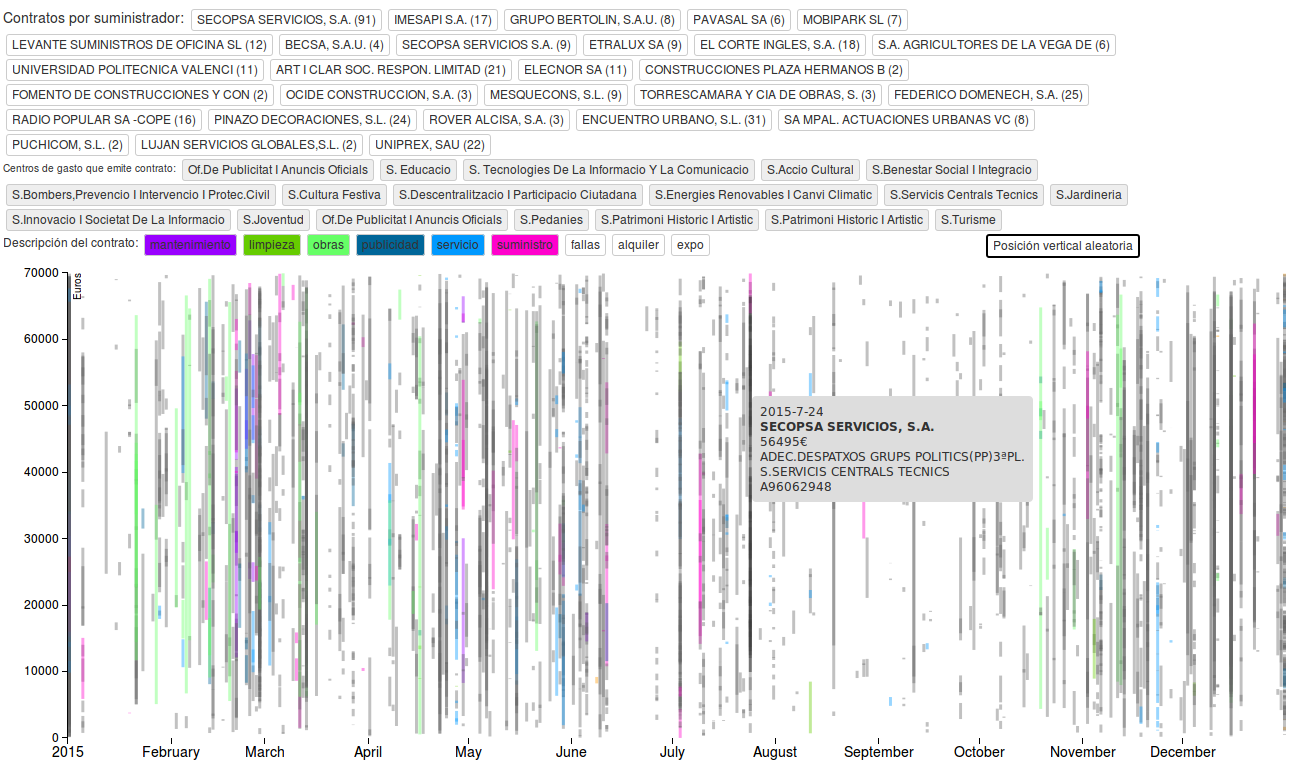 Contratos por suministrador: SECOPSA SERVICIOS, S.A. (91) IMESAPI S.A. (17) GRUPO BERTOLIN, S.A.U. (8) PAVASAL SA (6) MOBIPARK SL (7)
LEVANTE SUMINISTROS DE OFICINA SL (12) BECSA, S.A.U. (4) SECOPSA SERVICIOS S.A. (9) ETRALUX SA (9) EL CORTE INGLES, S.A. (18) S.A. AGRICULTORES DE LA VEGA DE (6)
UNIVERSIDAD POLITECNICA VALENCI (11) ART I CLAR SOC. RESPON. LIMITAD (21) ELECNOR SA (11) CONSTRUCCIONES PLAZA HERMANOS B (2)
FOMENTO DE CONSTRUCCIONES Y CON (2) OCIDE CONSTRUCCION, S.A. (3) MESQUECONS, S.L. (9) TORRESCAMARA Y CIA DE OBRAS, S. (3) FEDERICO DOMENECH, S.A. (25)
RADIO POPULAR SA -COPE (16) PINAZO DECORACIONES, S.L. (24) ROVER ALCISA, S.A. (3) ENCUENTRO URBANO, S.L. (31) SA MPAL. ACTUACIONES URBANAS VC (8)
PUCHICOM, S.L. (2) LUJAN SERVICIOS GLOBALES,S.L. (2) UNIPREX, SAU (22)
Centros de gasto que emite contrato: Of.De Publicitat I Anuncis Oficials S. Educacio S. Tecnologies De La Informacio Y La Comunicacio S.Accio Cultural S.Benestar Social I Integracio
S.Bombers,Prevencio I Intervencio I Protec.Civil S.Cultura Festiva S.Descentralitzacio I Participacio Ciutadana S.Energies Renovables I Canvi Climatic S.Servicis Centrals Tecnics S.Jardineria
S.Innovacio I Societat De La Informacio S.Joventud Of.De Publicitat I Anuncis Oficials S.Pedanies S.Patrimoni Historic I Artistic S.Patrimoni Historic I Artistic S.Turisme
Descripción del contrato: mantenimiento limpieza obras publicidad servicio suministro fallas alquiler expo Posición vertical aleatoria
70000
Euros
60000
50000
40000
30000
20000
10000
0
2015-7-24
SECOPSA SERVICIOS, S.A.
56495€
ADEC.DESPATXOS GRUPS POLITICS(PP)3ªPL.
S.SERVICIS CENTRALS TECNICS
A96062948
2015 February March April May June July August September October November December